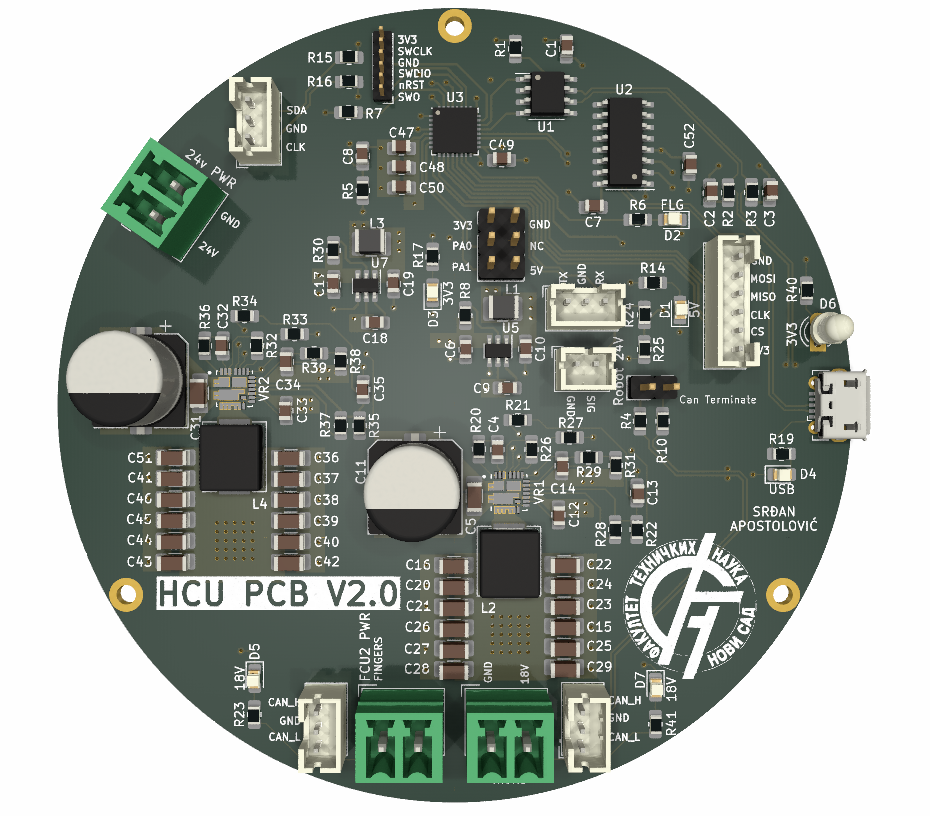 3V3
SWCLK
GND
SWDIO
nRST
SWO
R15
R16
R7
R1
C1
U3
U1
U2
SDA
GND
CLK
24V PWR
GND
24V
C47
C48
C50
C49
C8
R5
C52
C7
R6
FLG
D2
C2
R2
R3
C3
3V3
PA0
PA1
GND
NC
5V
L3
U7
R30
C17
C19
C18
R17
3V3
D3
R8
L1
U5
C6
C10
C9
TX
GND
RX
R14
R24
D1
5V
R25
GND
MOSI
MISO
CLK
CS
R40
D6
3V3
Robot 24V
GND
SIG
Can Terminate
R4
R10
R36
C32
R34
R32
R33
R39
R38
VR2
C34
C33
C35
R37
R35
C31
L4
C51
C41
C46
C45
C44
C43
C36
C37
C38
C39
C40
C42
C11
C5
R20
C4
R21
R26
R27
R29
R31
VR1
C14
C12
C13
R28
R22
R19
D4
USB
SRĐAN
APOSTOLOVIĆ
ФАКУЛТЕТ ТЕХНИЧКИХ НАУКА
НОВИ САД
HCU PCB V2.0
C16
C20
C21
C26
C27
C28
L2
C22
C24
C23
C15
C25
C29
FCU2 PWR
FINGERS
GND
18V
D5
18V
R23
CAN_H
GND
CAN_L
CAN_H
GND
CAN_L
D7
18V
R41